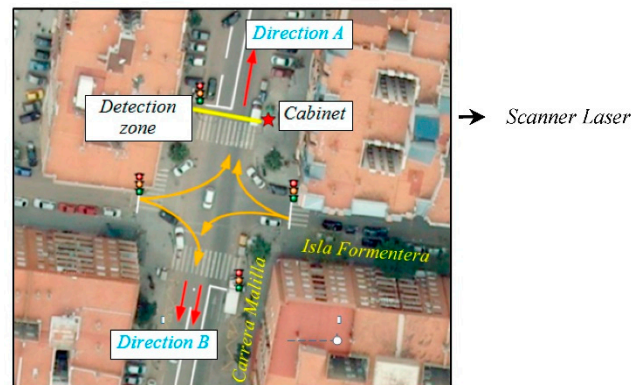 Direction A
Detection
zone
Cabinet
Scanner Laser
Isla Formentera
Carrera Malilla
Direction B